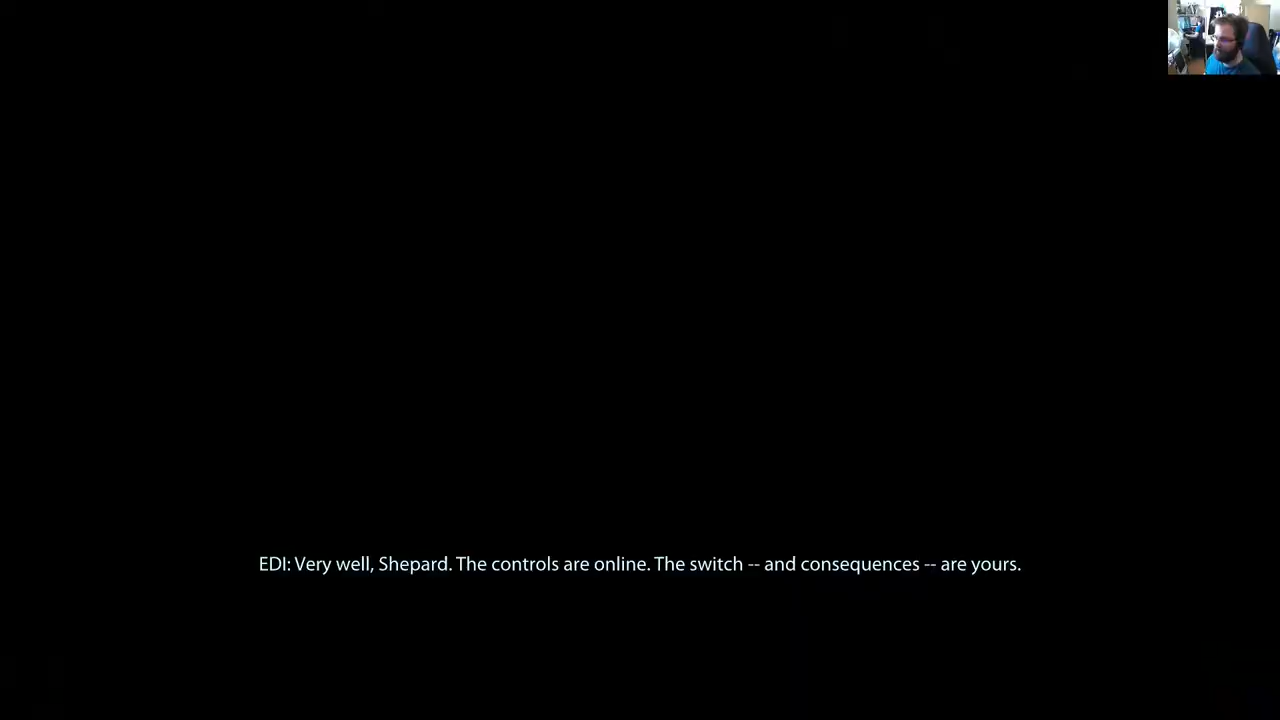 EDI: Very well, Shepard. The controls are online. The switch -- and consequences -- are yours.